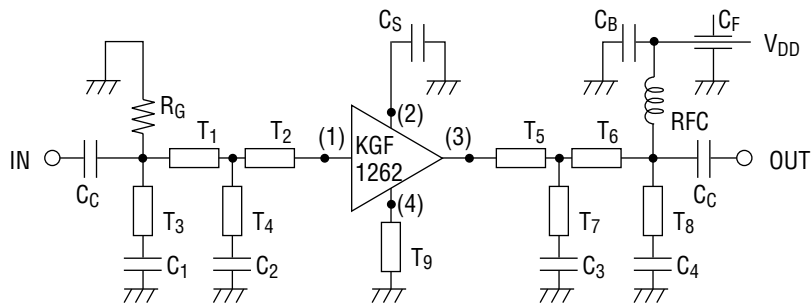 CS
CB
CF
VDD
RG
T1
T2
(1)
(2)
KGF
1262
(3)
T5
T6
RFC
IN
OUT
CC
CC
(4)
T3
T4
T7
T8
T9
C1
C2
C3
C4